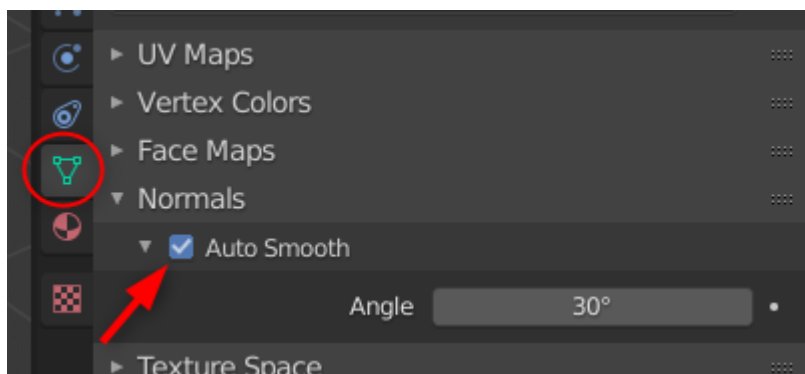 UV Maps
Vertex Colors
Face Maps
Normals
Auto Smooth
Angle 30°
Texture Space